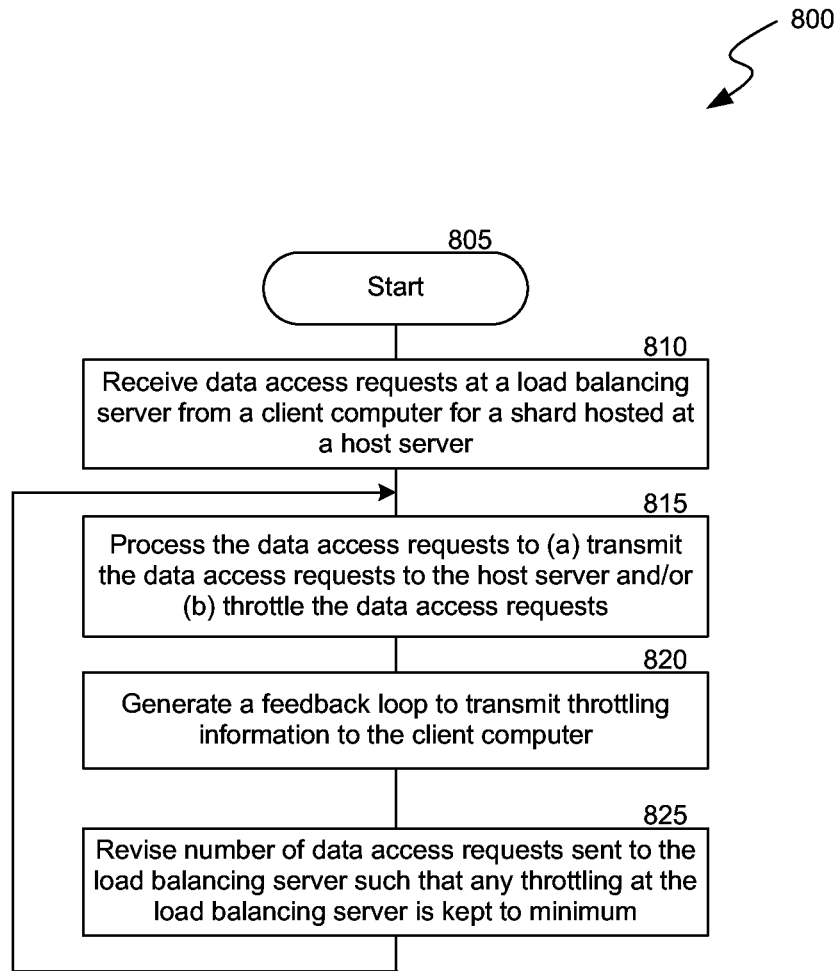 800
805
Start
810
Receive data access requests at a load balancing
server from a client computer for a shard hosted at
a host server
815
Process the data access requests to (a) transmit
the data access requests to the host server and/or
(b) throttle the data access requests
820
Generate a feedback loop to transmit throttling
information to the client computer
825
Revise number of data access requests sent to the
load balancing server such that any throttling at the
load balancing server is kept to minimum